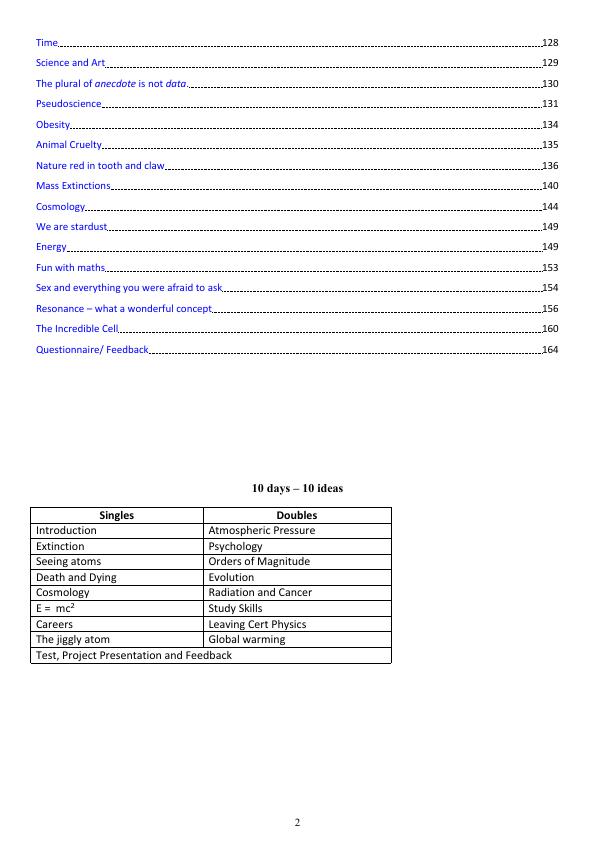 Time 128
Science and Art 129
The plural of anecdote is not data. 130
Pseudoscience 131
Obesity 134
Animal Cruelty 135
Nature red in tooth and claw 136
Mass Extinctions 140
Cosmology 144
We are stardust 149
Energy 149
Fun with maths 153
Sex and everything you were afraid to ask 154
Resonance – what a wonderful concept 156
The Incredible Cell 160
Questionnaire/ Feedback 164
10 days – 10 ideas
Singles Doubles
Introduction Atmospheric Pressure
Extinction Psychology
Seeing atoms Orders of Magnitude
Death and Dying Evolution
Cosmology Radiation and Cancer
E = mc² Study Skills
Careers Leaving Cert Physics
The jiggly atom Global warming
Test, Project Presentation and Feedback
2